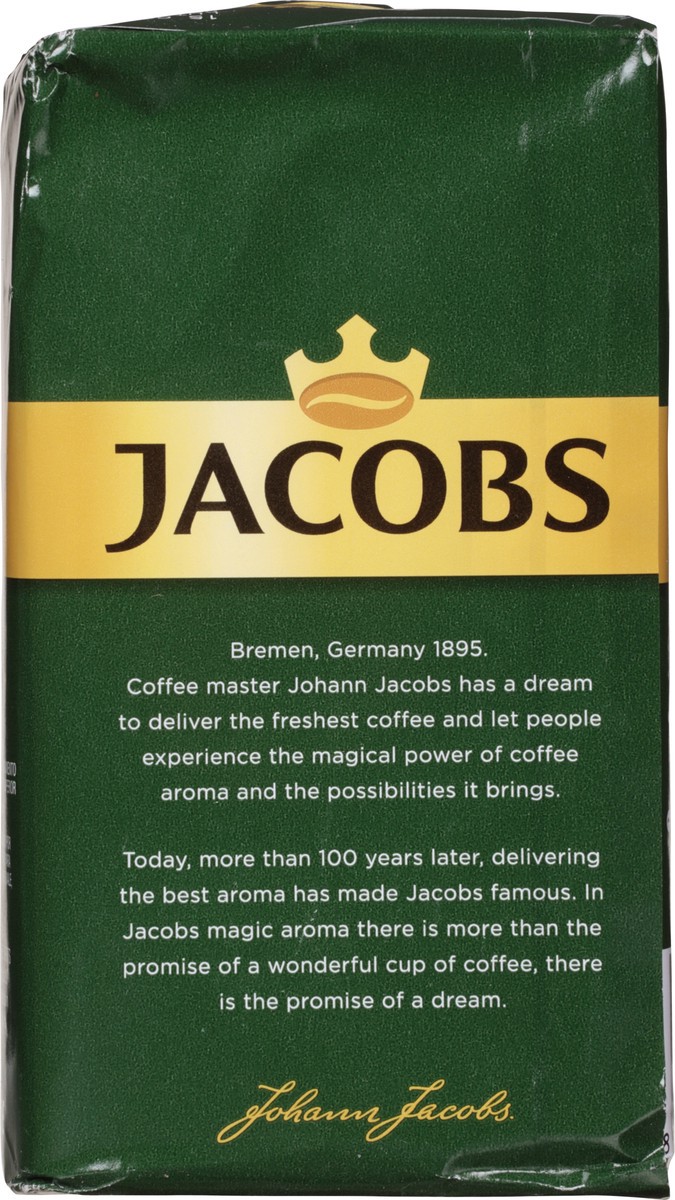 JACOBS
Bremen, Germany 1895.
Coffee master Johann Jacobs has a dream
to deliver the freshest coffee and let people
experience the magical power of coffee
aroma and the possibilities it brings.
Today, more than 100 years later, delivering
the best aroma has made Jacobs famous. In
Jacobs magic aroma there is more than the
promise of a wonderful cup of coffee, there
is the promise of a dream.
Johann Jacobs.
8